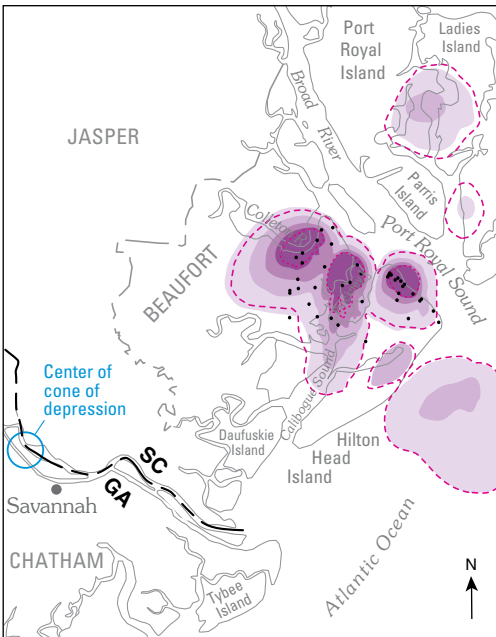 Port
Royal
Island
Ladies
Island
Broad
River
JASPER
Parris
Island
Colleton
Port Royal Sound
BEAUFORT
Center of
cone of
depression
Calibogue Sound
Daufuskie
Island
Hilton
Head
Island
SC
GA
Savannah
Atlantic Ocean
CHATHAM
Tybee
Island
N